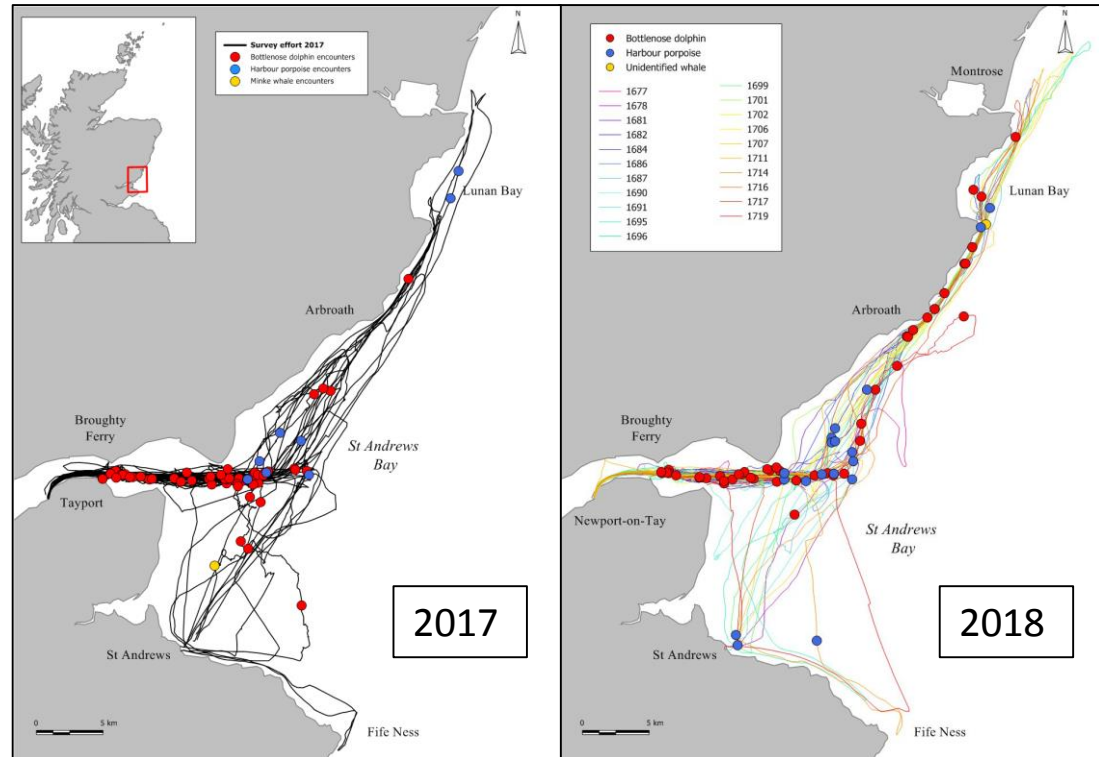 N
Survey effort 2017
Bottlenose dolphin encounters
Harbour porpoise encounters
Minke whale encounters
Lunan Bay
Arbroath
Broughty
Ferry
St Andrews
Bay
Tayport
2017
St Andrews
0
5 km
Fife Ness
N
Bottlenose dolphin
Harbour porpoise
Unidentified whale
Montrose
1677
1678
1681
1682
1684
1686
1687
1690
1691
1695
1696
1699
1701
1702
1706
1707
1711
1714
1716
1717
1719
Lunan Bay
Arbroath
Broughty
Ferry
Newport-on-Tay
St Andrews
Bay
2018
St Andrews
0
5 km
Fife Ness